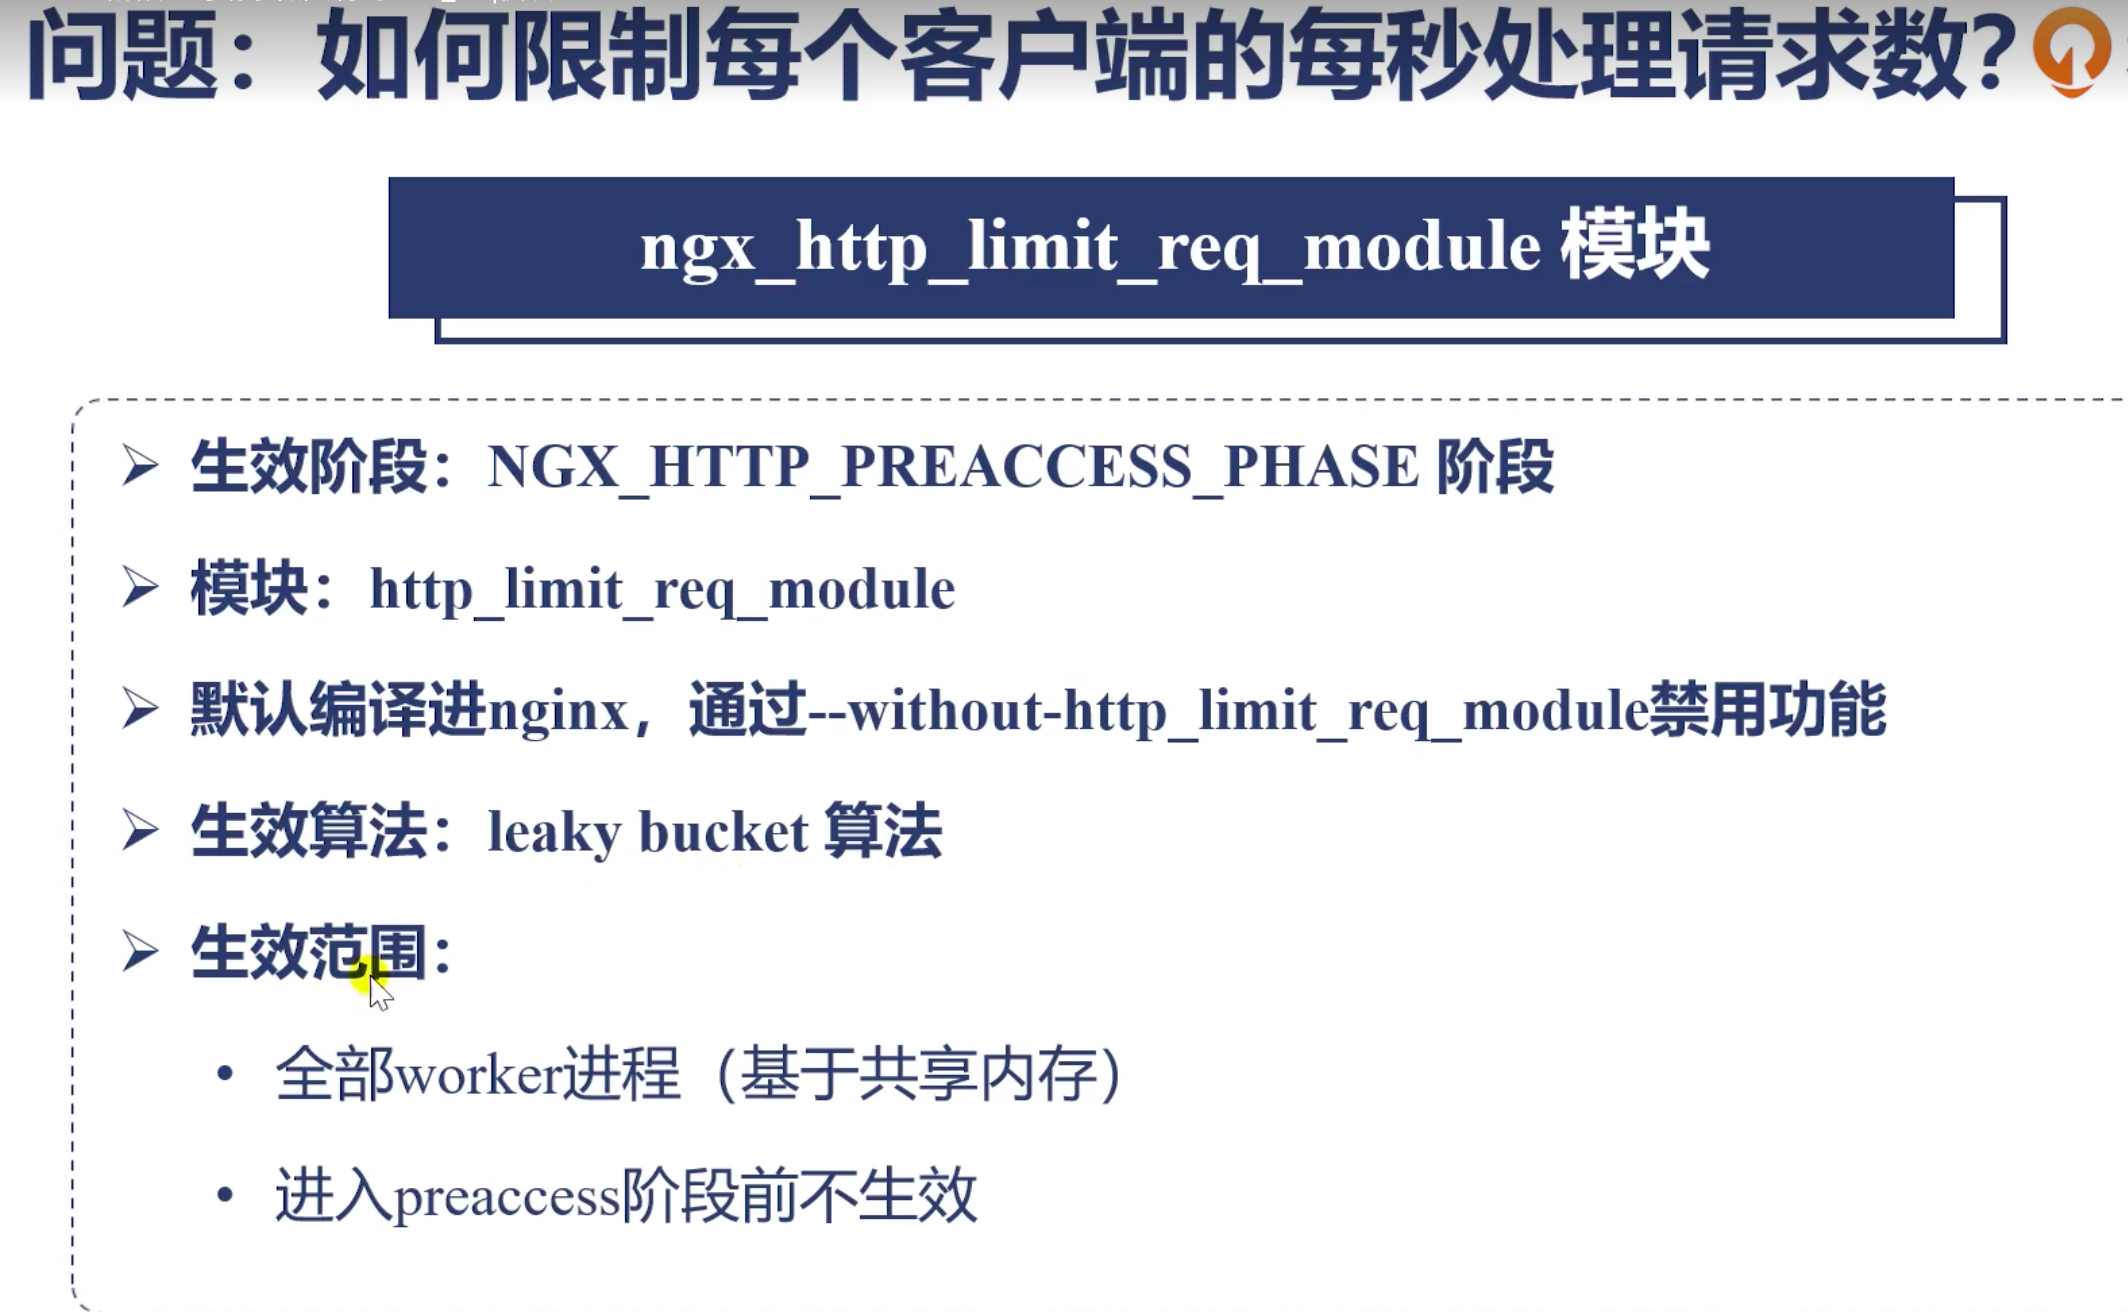 问题：如何限制每个客户端的每秒处理请求数？
ngx_http_limit_req_module 模块
➢ 生效阶段：NGX_HTTP_PREACCESS_PHASE 阶段
➢ 模块：http_limit_req_module
➢ 默认编译进nginx，通过--without-http_limit_req_module禁用功能
➢ 生效算法：leaky bucket 算法
➢ 生效范围：
• 全部worker进程（基于共享内存）
• 进入preaccess阶段前不生效